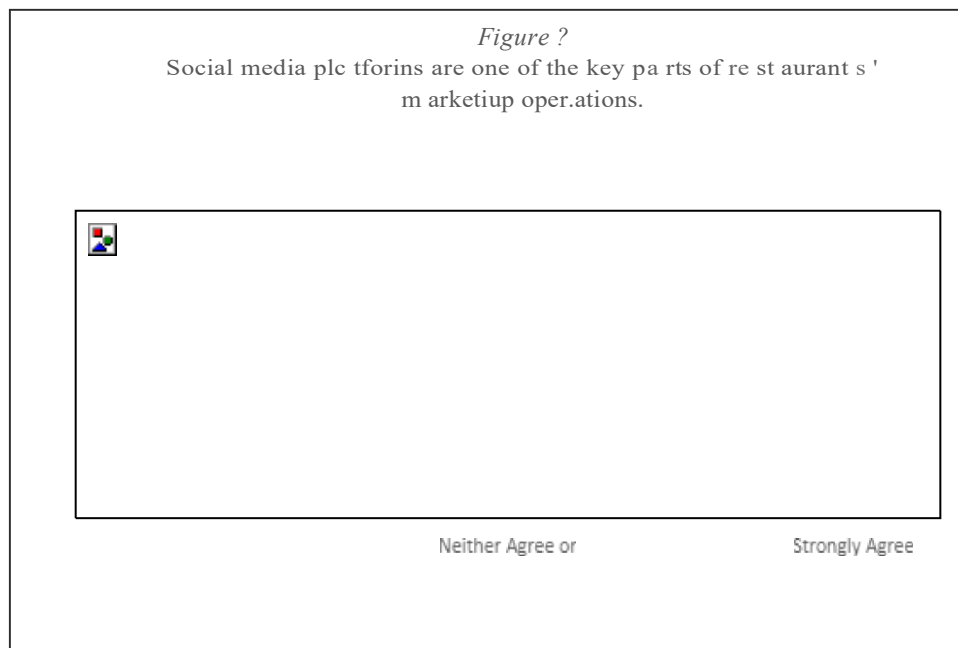 Figure ?
Social media plc tforins are one of the key pa rts of re st aurant s '
m arketiup oper.ations.
Neither Agree or
Strongly Agree